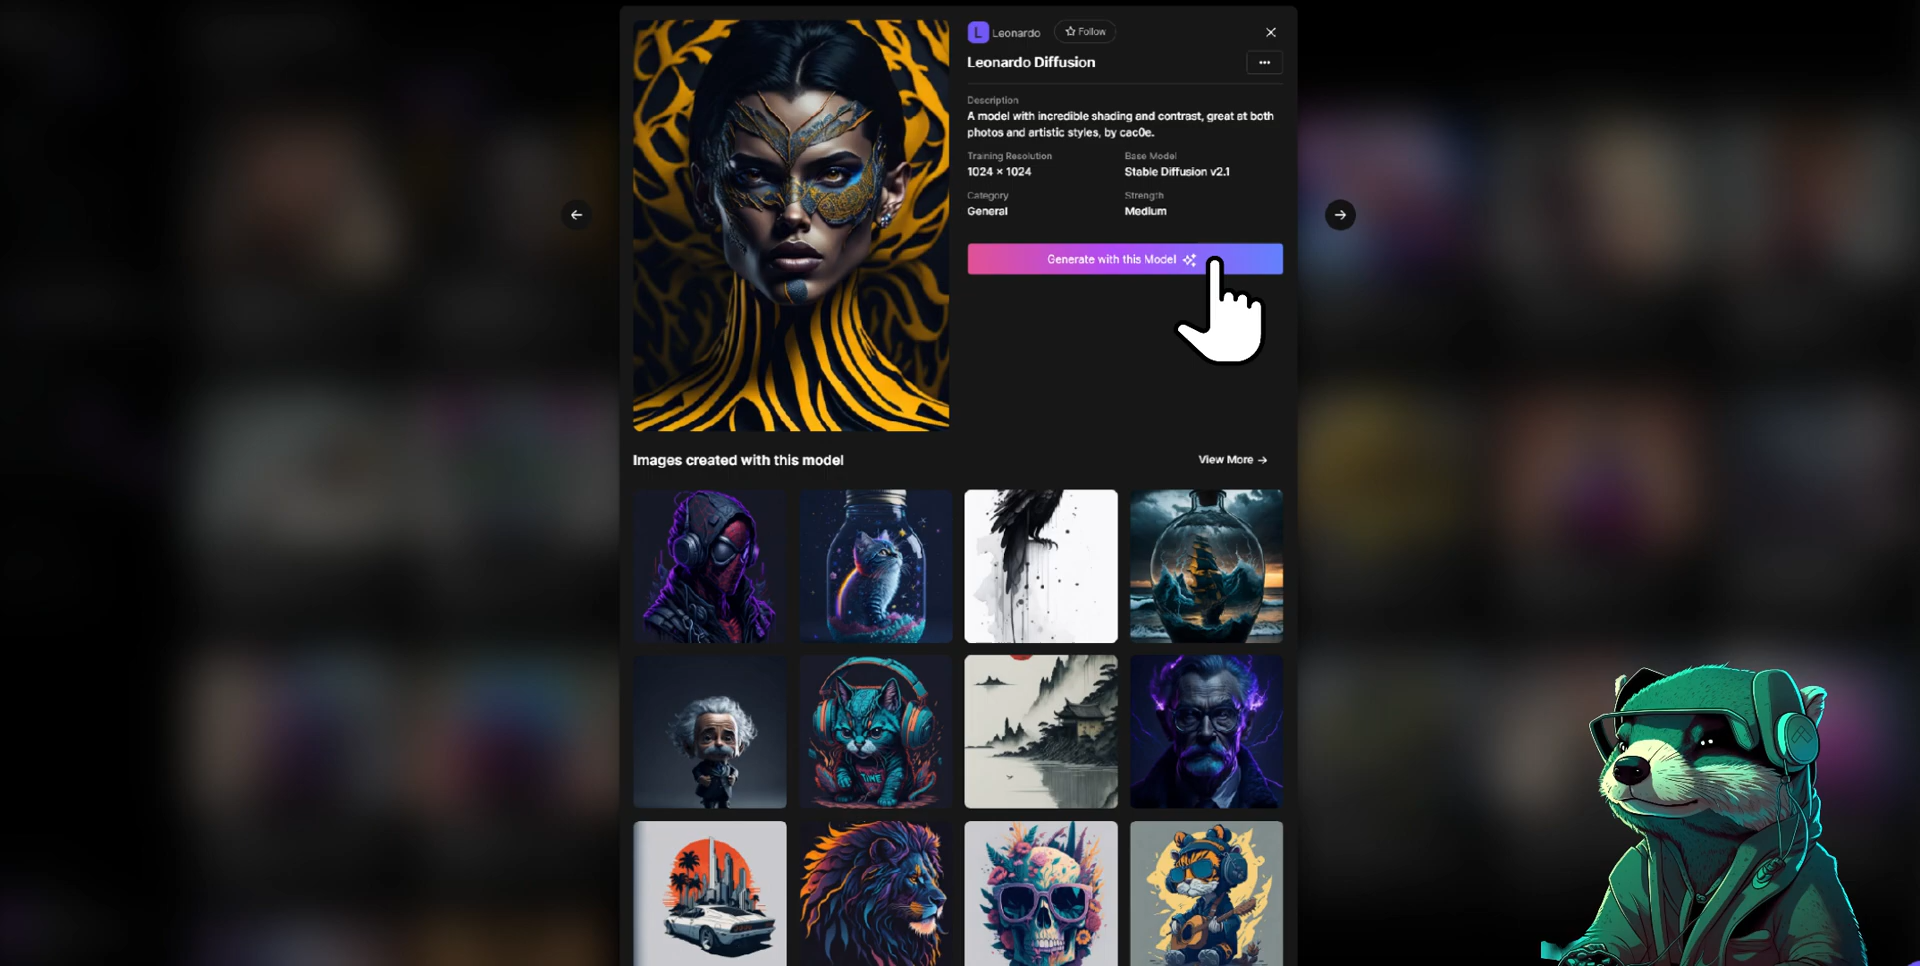 L Leonardo Follow
Leonardo Diffusion
Description
A model with incredible shading and contrast, great at both
photos and artistic styles, by cac0e.
Training Resolution
1024 × 1024
Base Model
Stable Diffusion v2.1
Category
General
Strength
Medium
Generate with this Model
Images created with this model
View More →
TIME